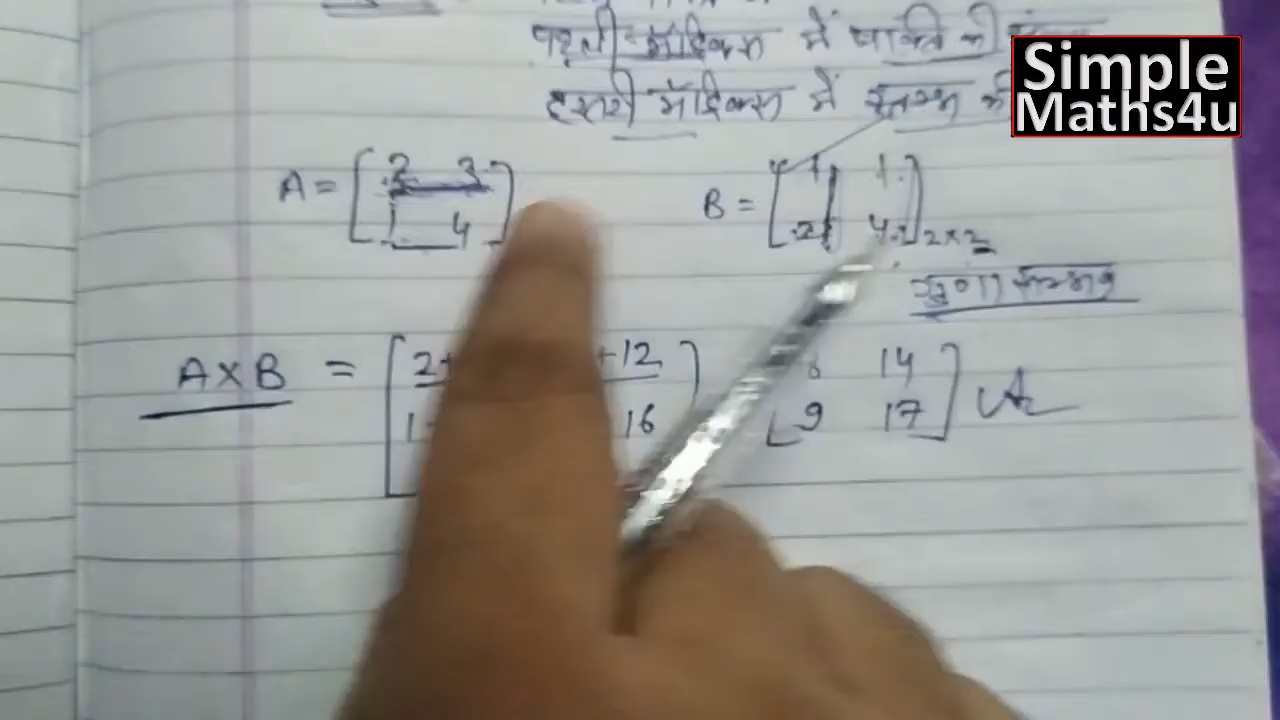 पहली मैट्रिक्स में पंक्ति की संख्या
दूसरी मैट्रिक्स में स्तम्भ की
Simple
Maths4u
A = [2 3
1 4]
B = [1 1
2 4] 2×2
A×B = [2+ +12
1+ 16] 8 14
9 17]